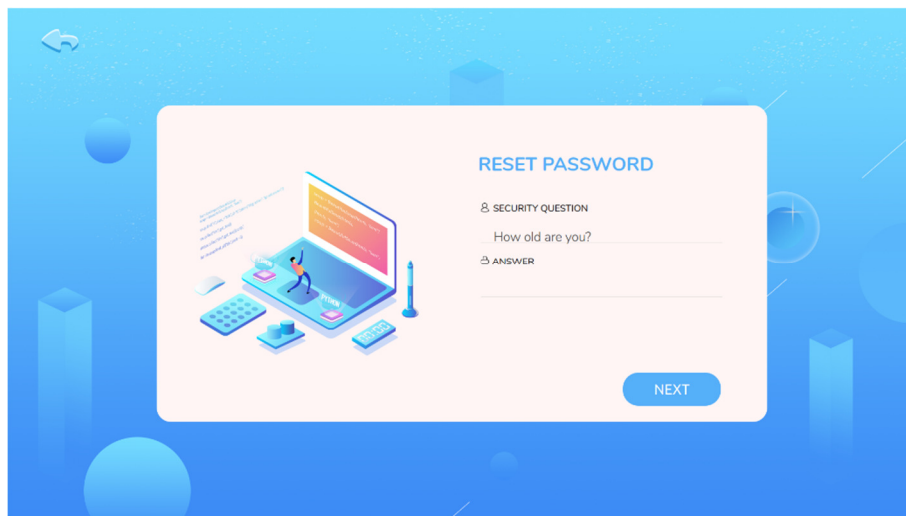 RESET PASSWORD
SECURITY QUESTION
How old are you?
ANSWER
NEXT